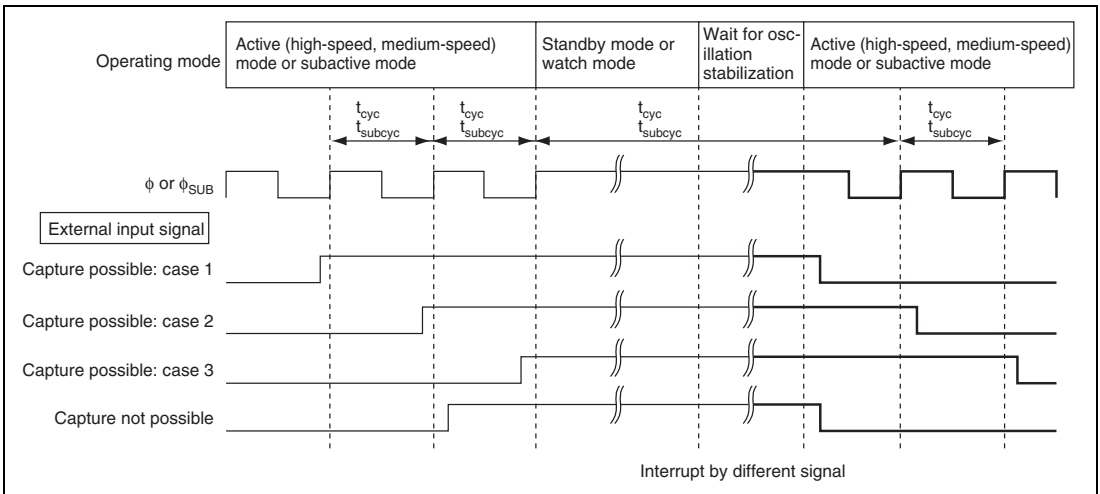 Operating mode
Active (high-speed, medium-speed)
mode or subactive mode
Standby mode or
watch mode
Wait for osc-
illation
stabilization
Active (high-speed, medium-speed)
mode or subactive mode
tcyc
tsubcyc
tcyc
tsubcyc
tcyc
tsubcyc
tcyc
tsubcyc
φ or φSUB
External input signal
Capture possible: case 1
Capture possible: case 2
Capture possible: case 3
Capture not possible
Interrupt by different signal